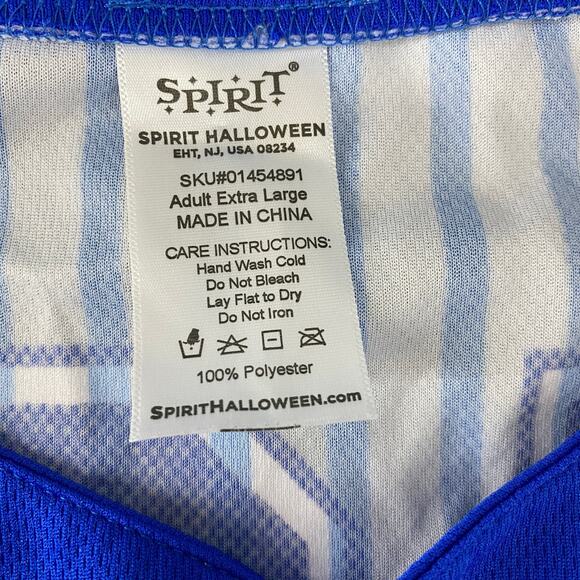 SPIRIT®
SPIRIT HALLOWEEN
EHT, NJ, USA 08234
SKU#01454891
Adult Extra Large
MADE IN CHINA
CARE INSTRUCTIONS:
Hand Wash Cold
Do Not Bleach
Lay Flat to Dry
Do Not Iron
100% Polyester
SPIRITHALLOWEEN.com